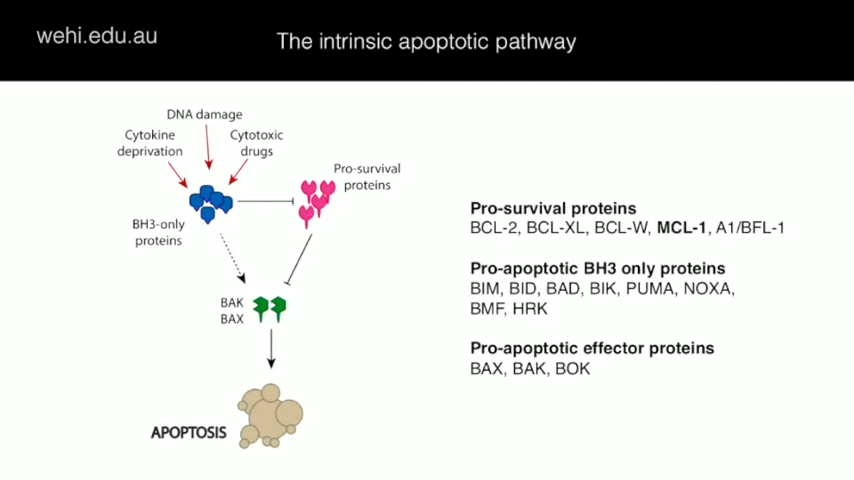 wehi.edu.au
The intrinsic apoptotic pathway
DNA damage
Cytokine
deprivation
Cytotoxic
drugs
Pro-survival
proteins
BH3-only
proteins
BAK
BAX
APOPTOSIS
Pro-survival proteins
BCL-2, BCL-XL, BCL-W, MCL-1, A1/BFL-1
Pro-apoptotic BH3 only proteins
BIM, BID, BAD, BIK, PUMA, NOXA,
BMF, HRK
Pro-apoptotic effector proteins
BAX, BAK, BOK